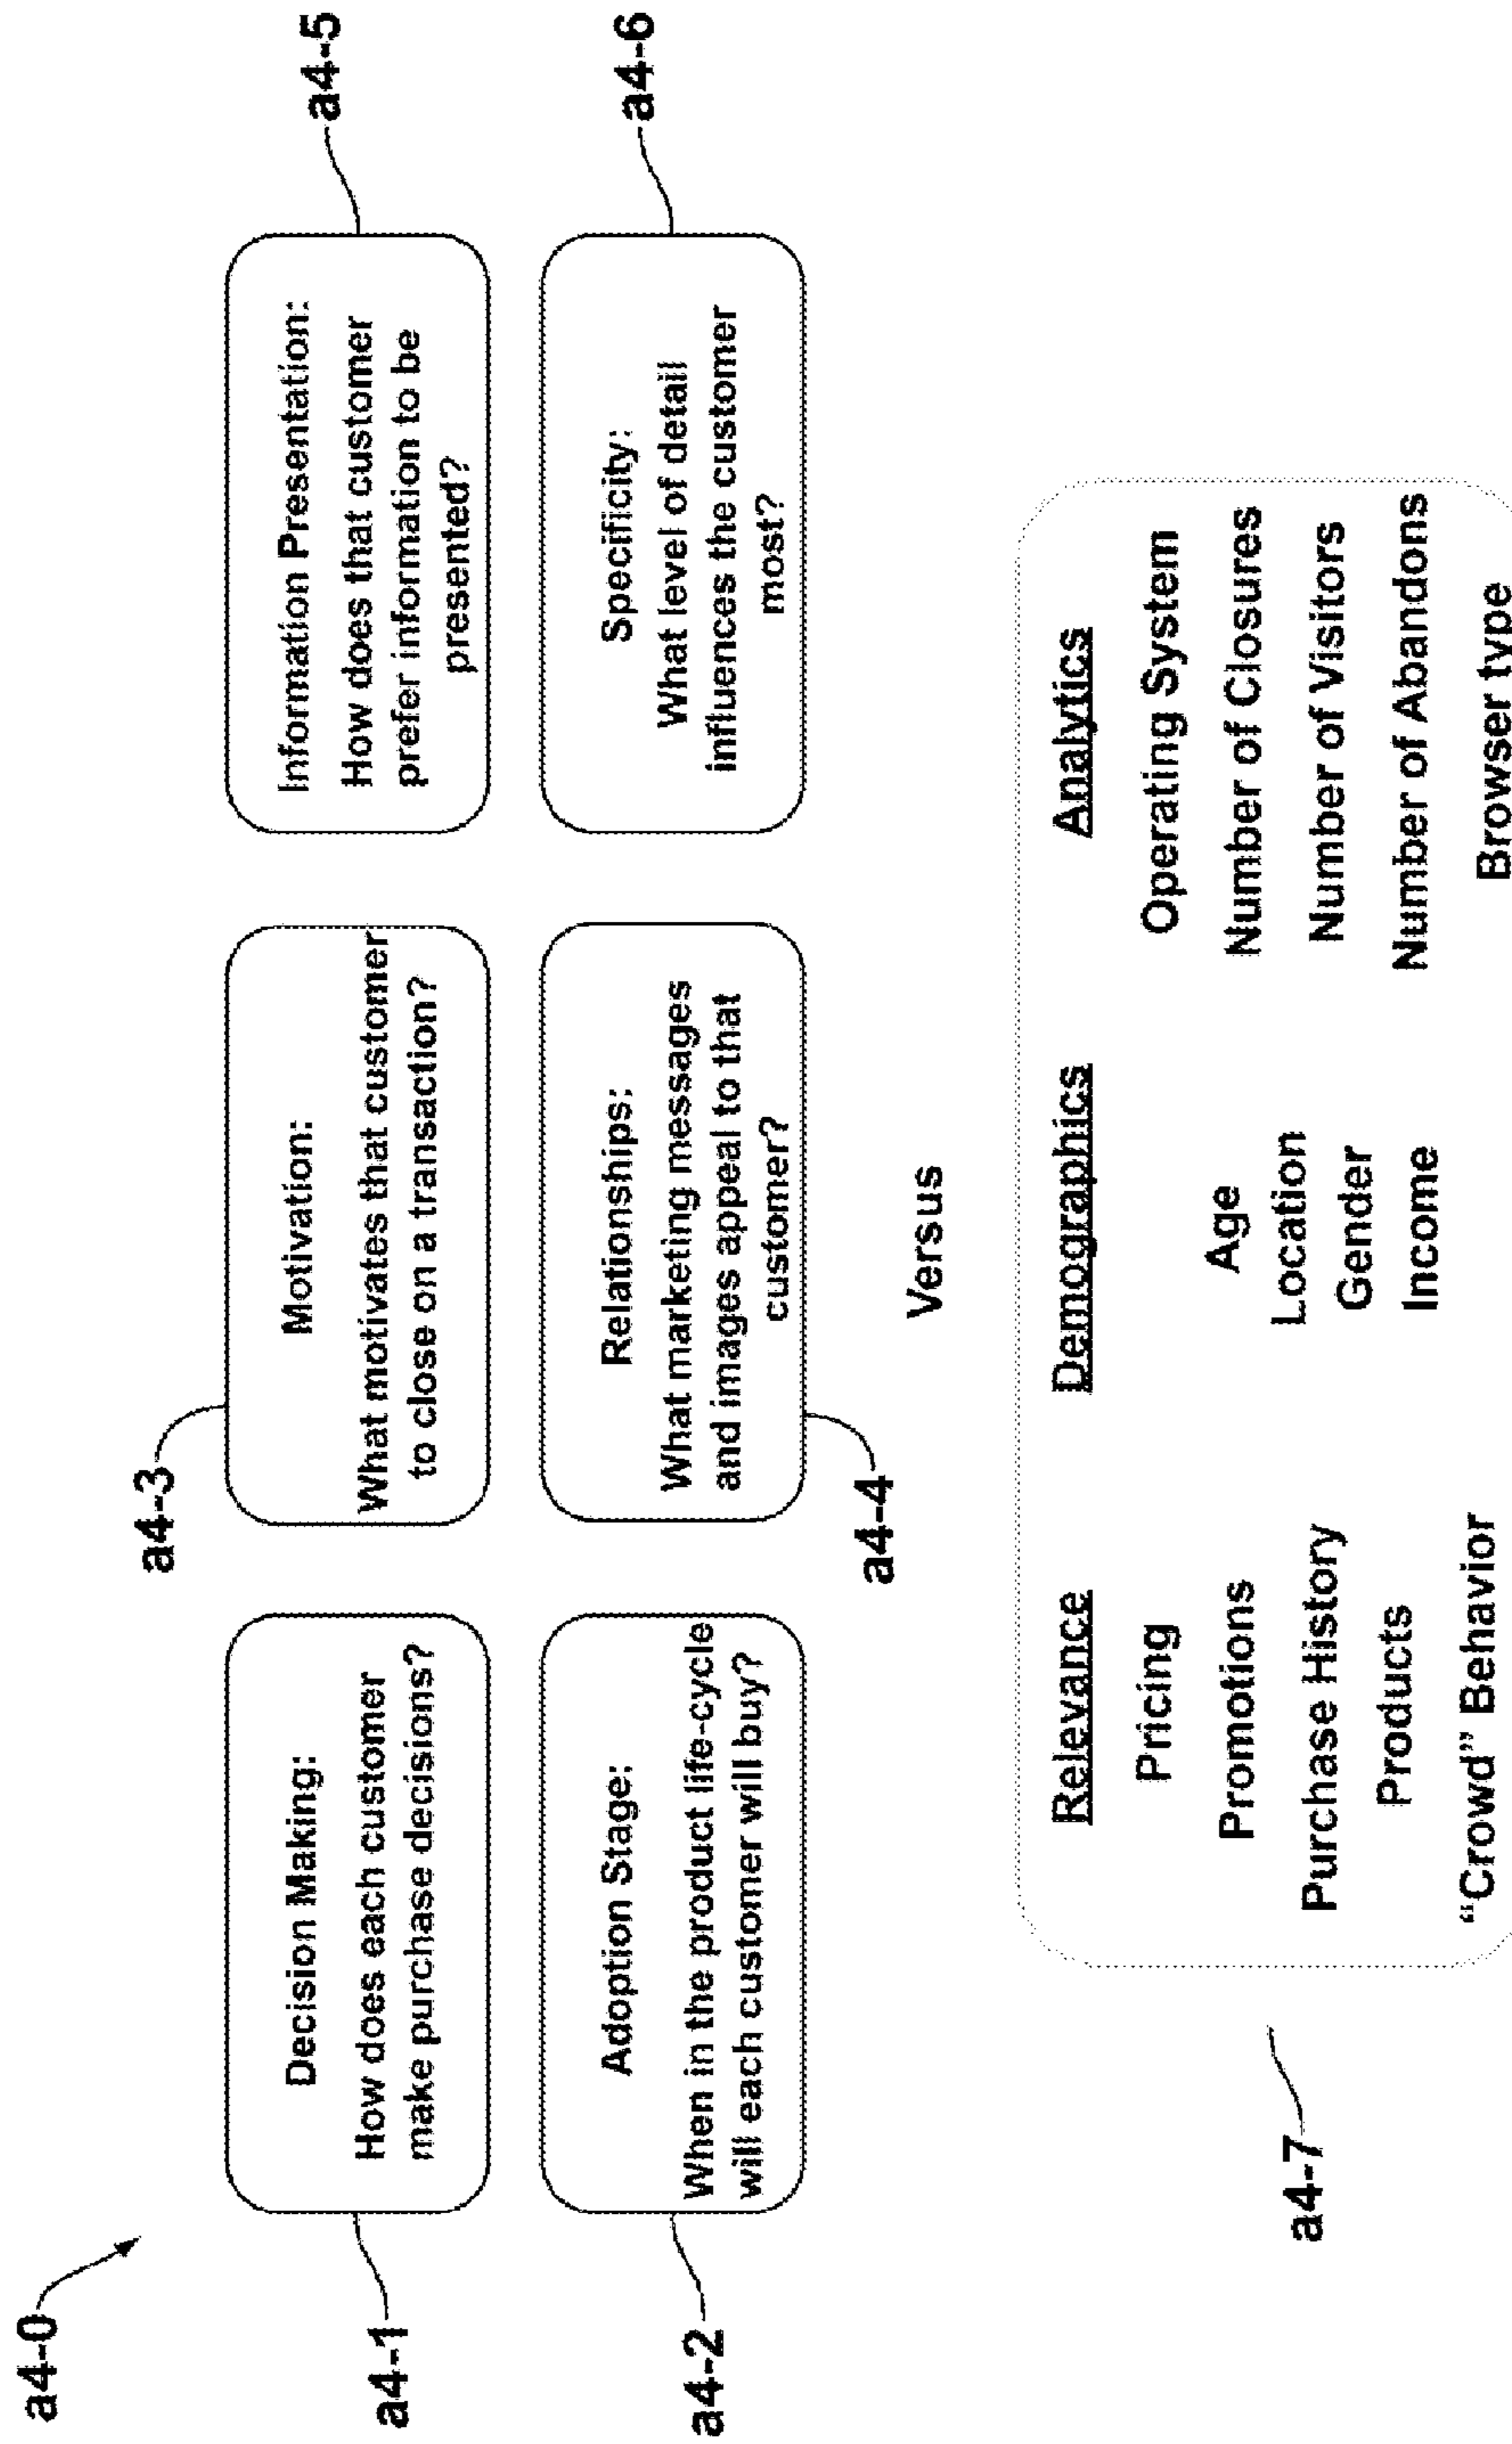 a4-0
a4-3
a4-1
Decision Making:
How does each customer
make purchase decisions?
Motivation:
What motivates that customer
to close on a transaction?
Information Presentation:
How does that customer
prefer information to be
presented?
a4-5
a4-2
Adoption Stage:
When in the product life-cycle
will each customer will buy?
Relationships:
What marketing messages
and images appeal to that
customer?
Specificity:
What level of detail
influences the customer
most?
a4-6
a4-4
Versus
a4-7
Relevance
Pricing
Promotions
Purchase History
Products
“Crowd” Behavior
Demographics
Age
Location
Gender
Income
Analytics
Operating System
Number of Closures
Number of Visitors
Number of Abandons
Browser type